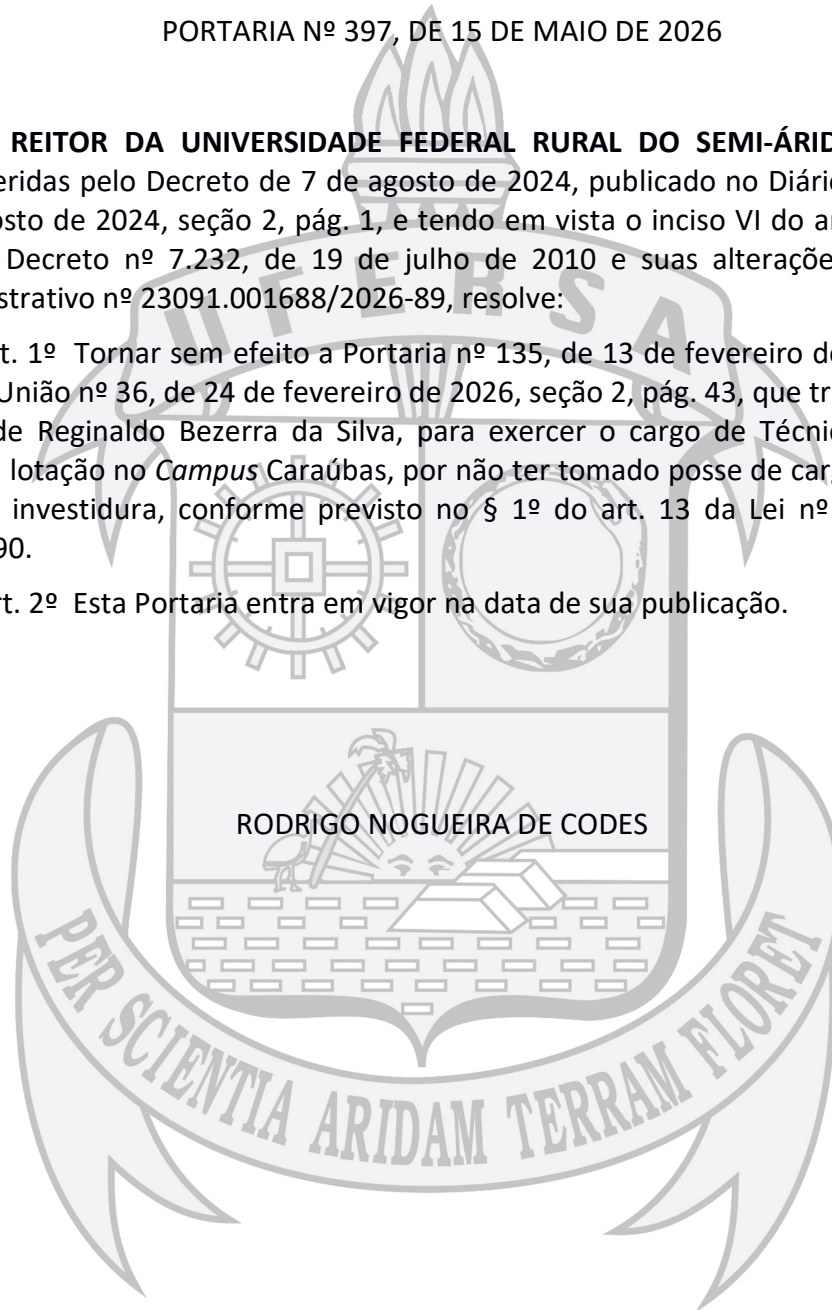 PORTARIA Nº 397, DE 15 DE MAIO DE 2026
REITOR DA UNIVERSIDADE FEDERAL RURAL DO SEMI-ÁRID
eridas pelo Decreto de 7 de agosto de 2024, publicado no Diári
osto de 2024, seção 2, pág. 1, e tendo em vista o inciso VI do a
Decreto nº 7.232, de 19 de julho de 2010 e suas alteraçõe
strativo nº 23091.001688/2026-89, resolve:
t. 1º Tornar sem efeito a Portaria nº 135, de 13 de fevereiro d
União nº 36, de 24 de fevereiro de 2026, seção 2, pág. 43, que tr
de Reginaldo Bezerra da Silva, para exercer o cargo de Técni
lotação no Campus Caraúbas, por não ter tomado posse de car
investidura, conforme previsto no § 1º do art. 13 da Lei nº
90.
rt. 2º Esta Portaria entra em vigor na data de sua publicação.
RODRIGO NOGUEIRA DE CODES
UFERSA
PER SCIENTIA ARIDAM TERRAM FLORET